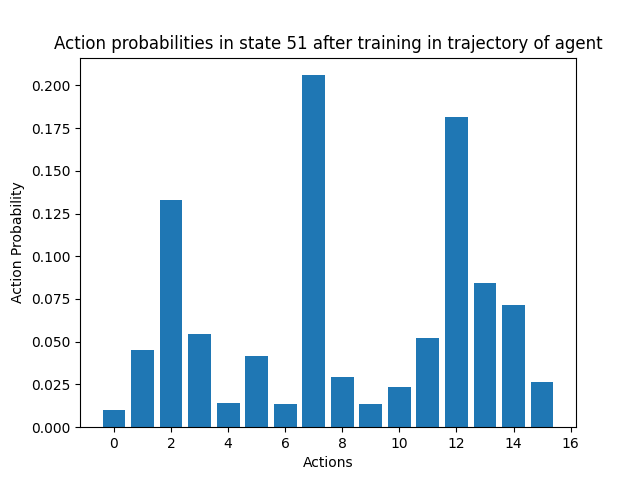 Action probabilities in state 51 after training in trajectory of agent
0.200
0.175
0.150
0.125
0.100
0.075
0.050
0.025
0.000
Action Probability
0 2 4 6 8 10 12 14 16
Actions